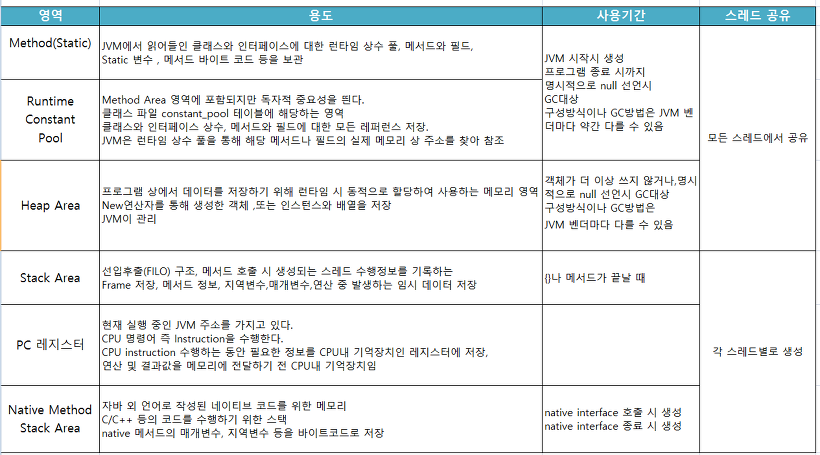 영역 용도 사용기간 스레드 공유
Method(Static)
JVM에서 읽어들인 클래스와 인터페이스에 대한 런타임 상수 풀, 메서드와 필드,
Static 변수 , 메서드 바이트 코드 등을 보관
JVM 시작시 생성
프로그램 종료 시까지
명시적으로 null 선언시
GC대상
구성방식이나 GC방법은 JVM 벤
더마다 약간 다를 수 있음
모든 스레드에서 공유
Runtime
Constant
Pool
Method Area 영역에 포함되지만 독자적 중요성을 띈다.
클래스 파일 constant_pool 테이블에 해당하는 영역
클래스와 인터페이스 상수, 메서드와 필드에 대한 모든 레퍼런스 저장.
JVM은 런타임 상수 풀을 통해 해당 메서드나 필드의 실제 메모리 상 주소를 찾아 참조
Heap Area
프로그램 상에서 데이터를 저장하기 위해 런타임 시 동적으로 할당하여 사용하는 메모리 영역
New연산자를 통해 생성한 객체 ,또는 인스턴스와 배열을 저장
JVM이 관리
객체가 더 이상 쓰지 않거나,명시
적으로 null 선언시 GC대상
구성방식이나 GC방법은
JVM 벤더마다 다를 수 있음
Stack Area
선입후출(FILO) 구조, 메서드 호출 시 생성되는 스레드 수행정보를 기록하는
Frame 저장, 메서드 정보, 지역변수,매개변수,연산 중 발생하는 임시 데이터 저장
{}나 메서드가 끝날 때
각 스레드별로 생성
PC 레지스터
현재 실행 중인 JVM 주소를 가지고 있다.
CPU 명령어 즉 Instruction을 수행한다.
CPU instruction 수행하는 동안 필요한 정보를 CPU내 기억장치인 레지스터에 저장,
연산 및 결과값을 메모리에 전달하기 전 CPU내 기억장치임
Native Method
Stack Area
자바 외 언어로 작성된 네이티브 코드를 위한 메모리
C/C++ 등의 코드를 수행하기 위한 스택
native 메서드의 매개변수, 지역변수 등을 바이트코드로 저장
native interface 호출 시 생성
native interface 종료 시 생성